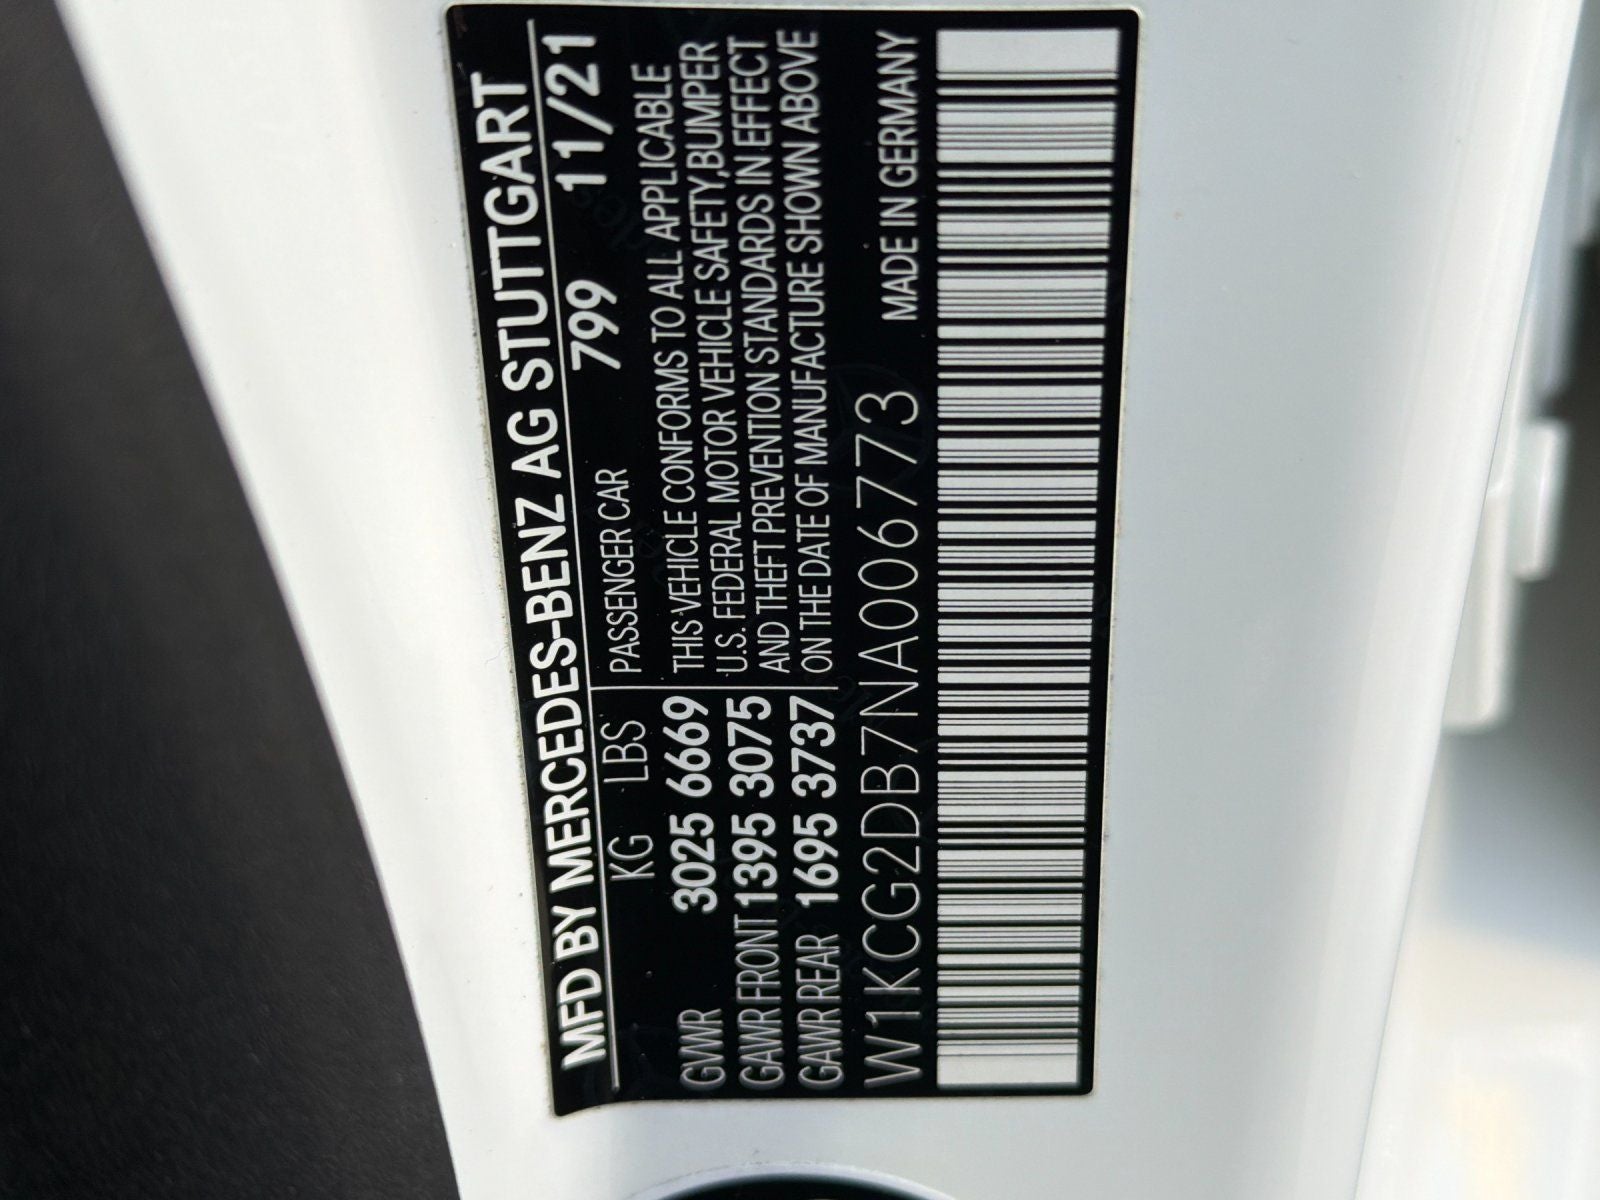 MFD BY MERCEDES-BENZ AG STUTTGART
799 11/21
KG LBS PASSENGER CAR
GVWR 3025 6669
GAWR FRONT 1395 3075
GAWR REAR 1695 3737
THIS VEHICLE CONFORMS TO ALL APPLICABLE
U.S. FEDERAL MOTOR VEHICLE SAFETY, BUMPER
AND THEFT PREVENTION STANDARDS IN EFFECT
ON THE DATE OF MANUFACTURE SHOWN ABOVE
W1KCG2DB7NA006773
MADE IN GERMANY